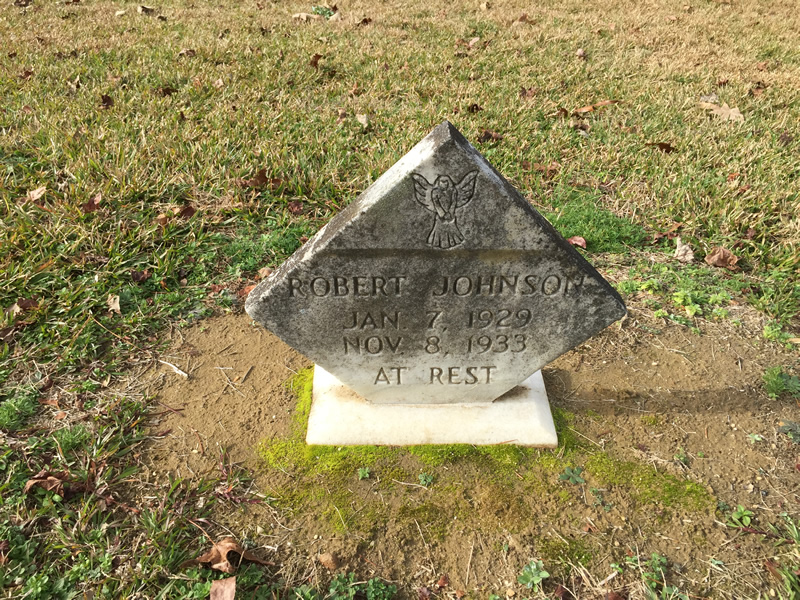 ROBERT JOHNSON
JAN. 7, 1929
NOV. 8, 1933
AT REST